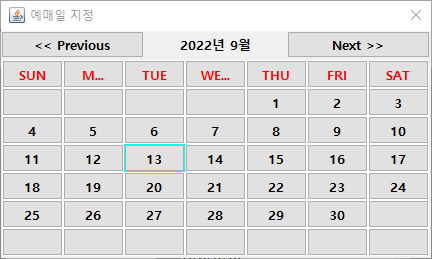 예매일 지정
<< Previous 2022년 9월 Next >>
SUN M... TUE WE... THU FRI SAT
1 2 3
4 5 6 7 8 9 10
11 12 13 14 15 16 17
18 19 20 21 22 23 24
25 26 27 28 29 30